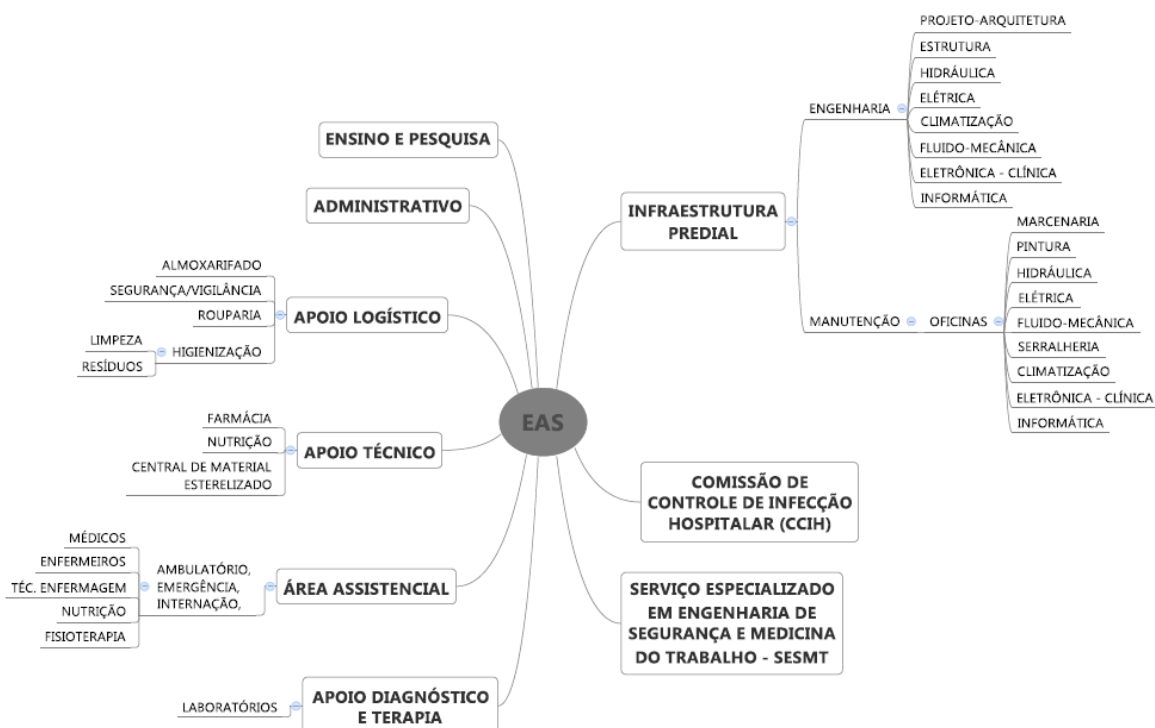 PROJETO-ARQUITETURA
ESTRUTURA
HIDRÁULICA
ELÉTRICA
CLIMATIZAÇÃO
FLUIDO-MECÂNICA
ELETRÔNICA - CLÍNICA
INFORMÁTICA
ENGENHARIA
INFRAESTRUTURA
PREDIAL
MANUTENÇÃO
OFICINAS
MARCENARIA
PINTURA
HIDRÁULICA
ELÉTRICA
FLUIDO-MECÂNICA
SERRALHERIA
CLIMATIZAÇÃO
ELETRÔNICA - CLÍNICA
INFORMÁTICA
ENSINO E PESQUISA
ADMINISTRATIVO
ALMOXARIFADO
SEGURANÇA/VIGILÂNCIA
ROUPARIA
HIGIENIZAÇÃO
LIMPEZA
RESÍDUOS
APOIO LOGÍSTICO
EAS
FARMÁCIA
NUTRIÇÃO
CENTRAL DE MATERIAL
ESTERELIZADO
APOIO TÉCNICO
COMISSÃO DE
CONTROLE DE INFECÇÃO
HOSPITALAR (CCIH)
MÉDICOS
ENFERMEIROS
TÉC. ENFERMAGEM
NUTRIÇÃO
FISIOTERAPIA
AMBULATÓRIO,
EMERGÊNCIA,
INTERNAÇÃO,
ÁREA ASSISTENCIAL
SERVIÇO ESPECIALIZADO
EM ENGENHARIA DE
SEGURANÇA E MEDICINA
DO TRABALHO - SESMT
LABORATÓRIOS
APOIO DIAGNÓSTICO
E TERAPIA